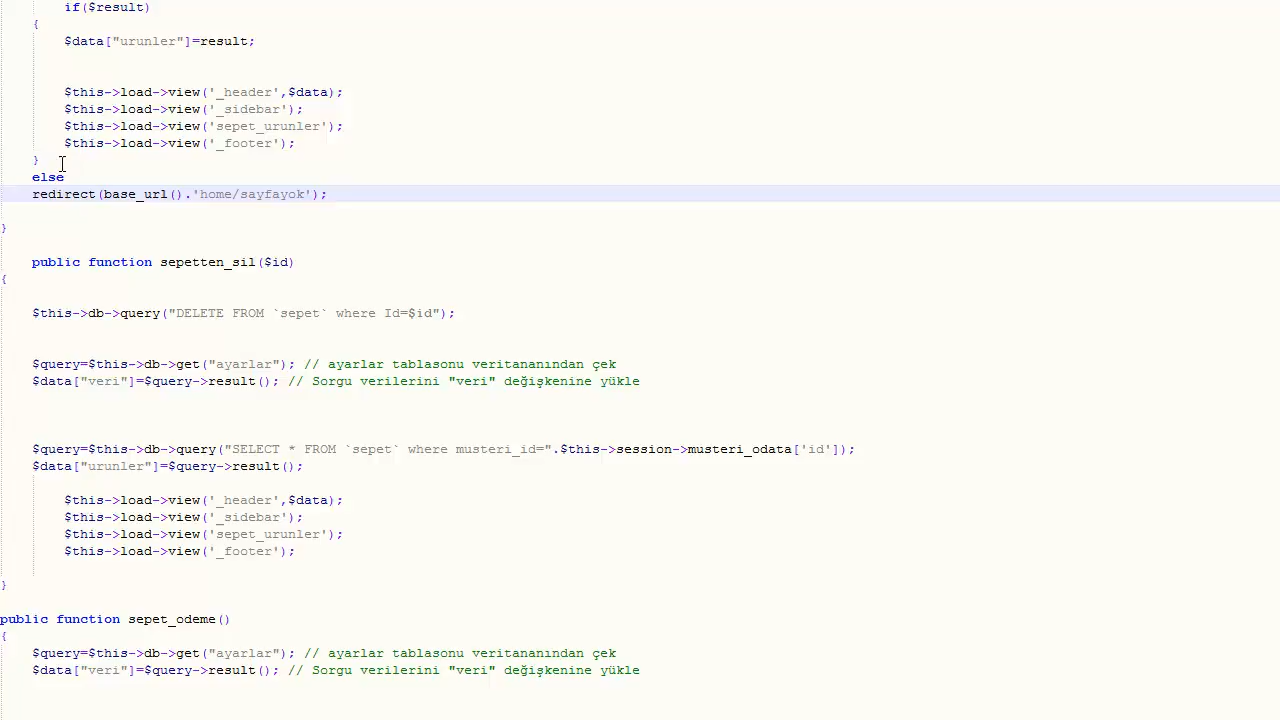 if($result)
{
$data["urunler"]=result;
$this->load->view('_header',$data);
$this->load->view('_sidebar');
$this->load->view('sepet_urunler');
$this->load->view('_footer');
}
else
redirect(base_url().'home/sayfayok');
}
public function sepetten_sil($id)
{
$this->db->query("DELETE FROM `sepet` where Id=$id");
$query=$this->db->get("ayarlar"); // ayarlar tablasonu veritananından çek
$data["veri"]=$query->result(); // Sorgu verilerini "veri" değişkenine yükle
$query=$this->db->query("SELECT * FROM `sepet` where musteri_id=".$this->session->musteri_odata['id']);
$data["urunler"]=$query->result();
$this->load->view('_header',$data);
$this->load->view('_sidebar');
$this->load->view('sepet_urunler');
$this->load->view('_footer');
}
public function sepet_odeme()
{
$query=$this->db->get("ayarlar"); // ayarlar tablasonu veritananından çek
$data["veri"]=$query->result(); // Sorgu verilerini "veri" değişkenine yükle